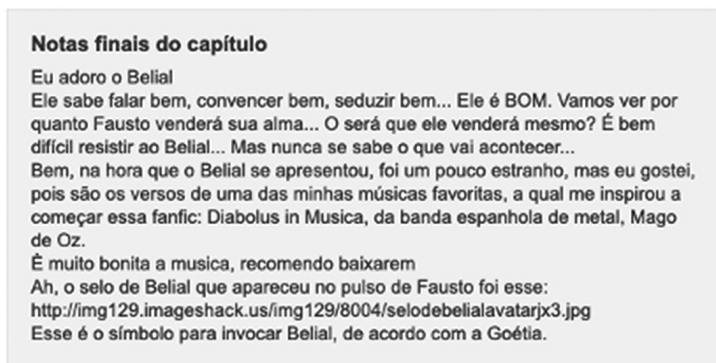 Notas finais do capítulo
Eu adoro o Belial
Ele sabe falar bem, convencer bem, seduzir bem... Ele é BOM. Vamos ver por
quanto Fausto venderá sua alma... O será que ele venderá mesmo? É bem
difícil resistir ao Belial... Mas nunca se sabe o que vai acontecer...
Bem, na hora que o Belial se apresentou, foi um pouco estranho, mas eu gostei,
pois são os versos de uma das minhas músicas favoritas, a qual me inspirou a
começar essa fanfic: Diabolus in Musica, da banda espanhola de metal, Mago
de Oz.
É muito bonita a musica, recomendo baixarem
Ah, o selo de Belial que apareceu no pulso de Fausto foi esse:
http://img129.imageshack.us/img129/8004/selodebelialavatarjx3.jpg
Esse é o símbolo para invocar Belial, de acordo com a Goétia.